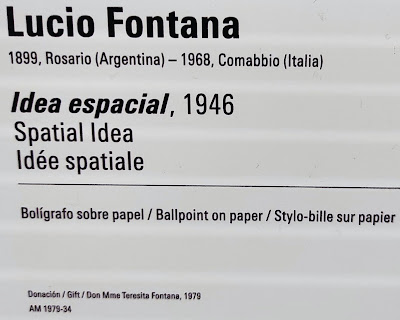 Lucio Fontana
1899, Rosario (Argentina) – 1968, Comabbio (Italia)
Idea espacial, 1946
Spatial Idea
Idée spatiale
Bolígrafo sobre papel / Ballpoint on paper / Stylo-bille sur papier
Donación / Gift / Don Mme Teresita Fontana, 1979
AM 1979-34